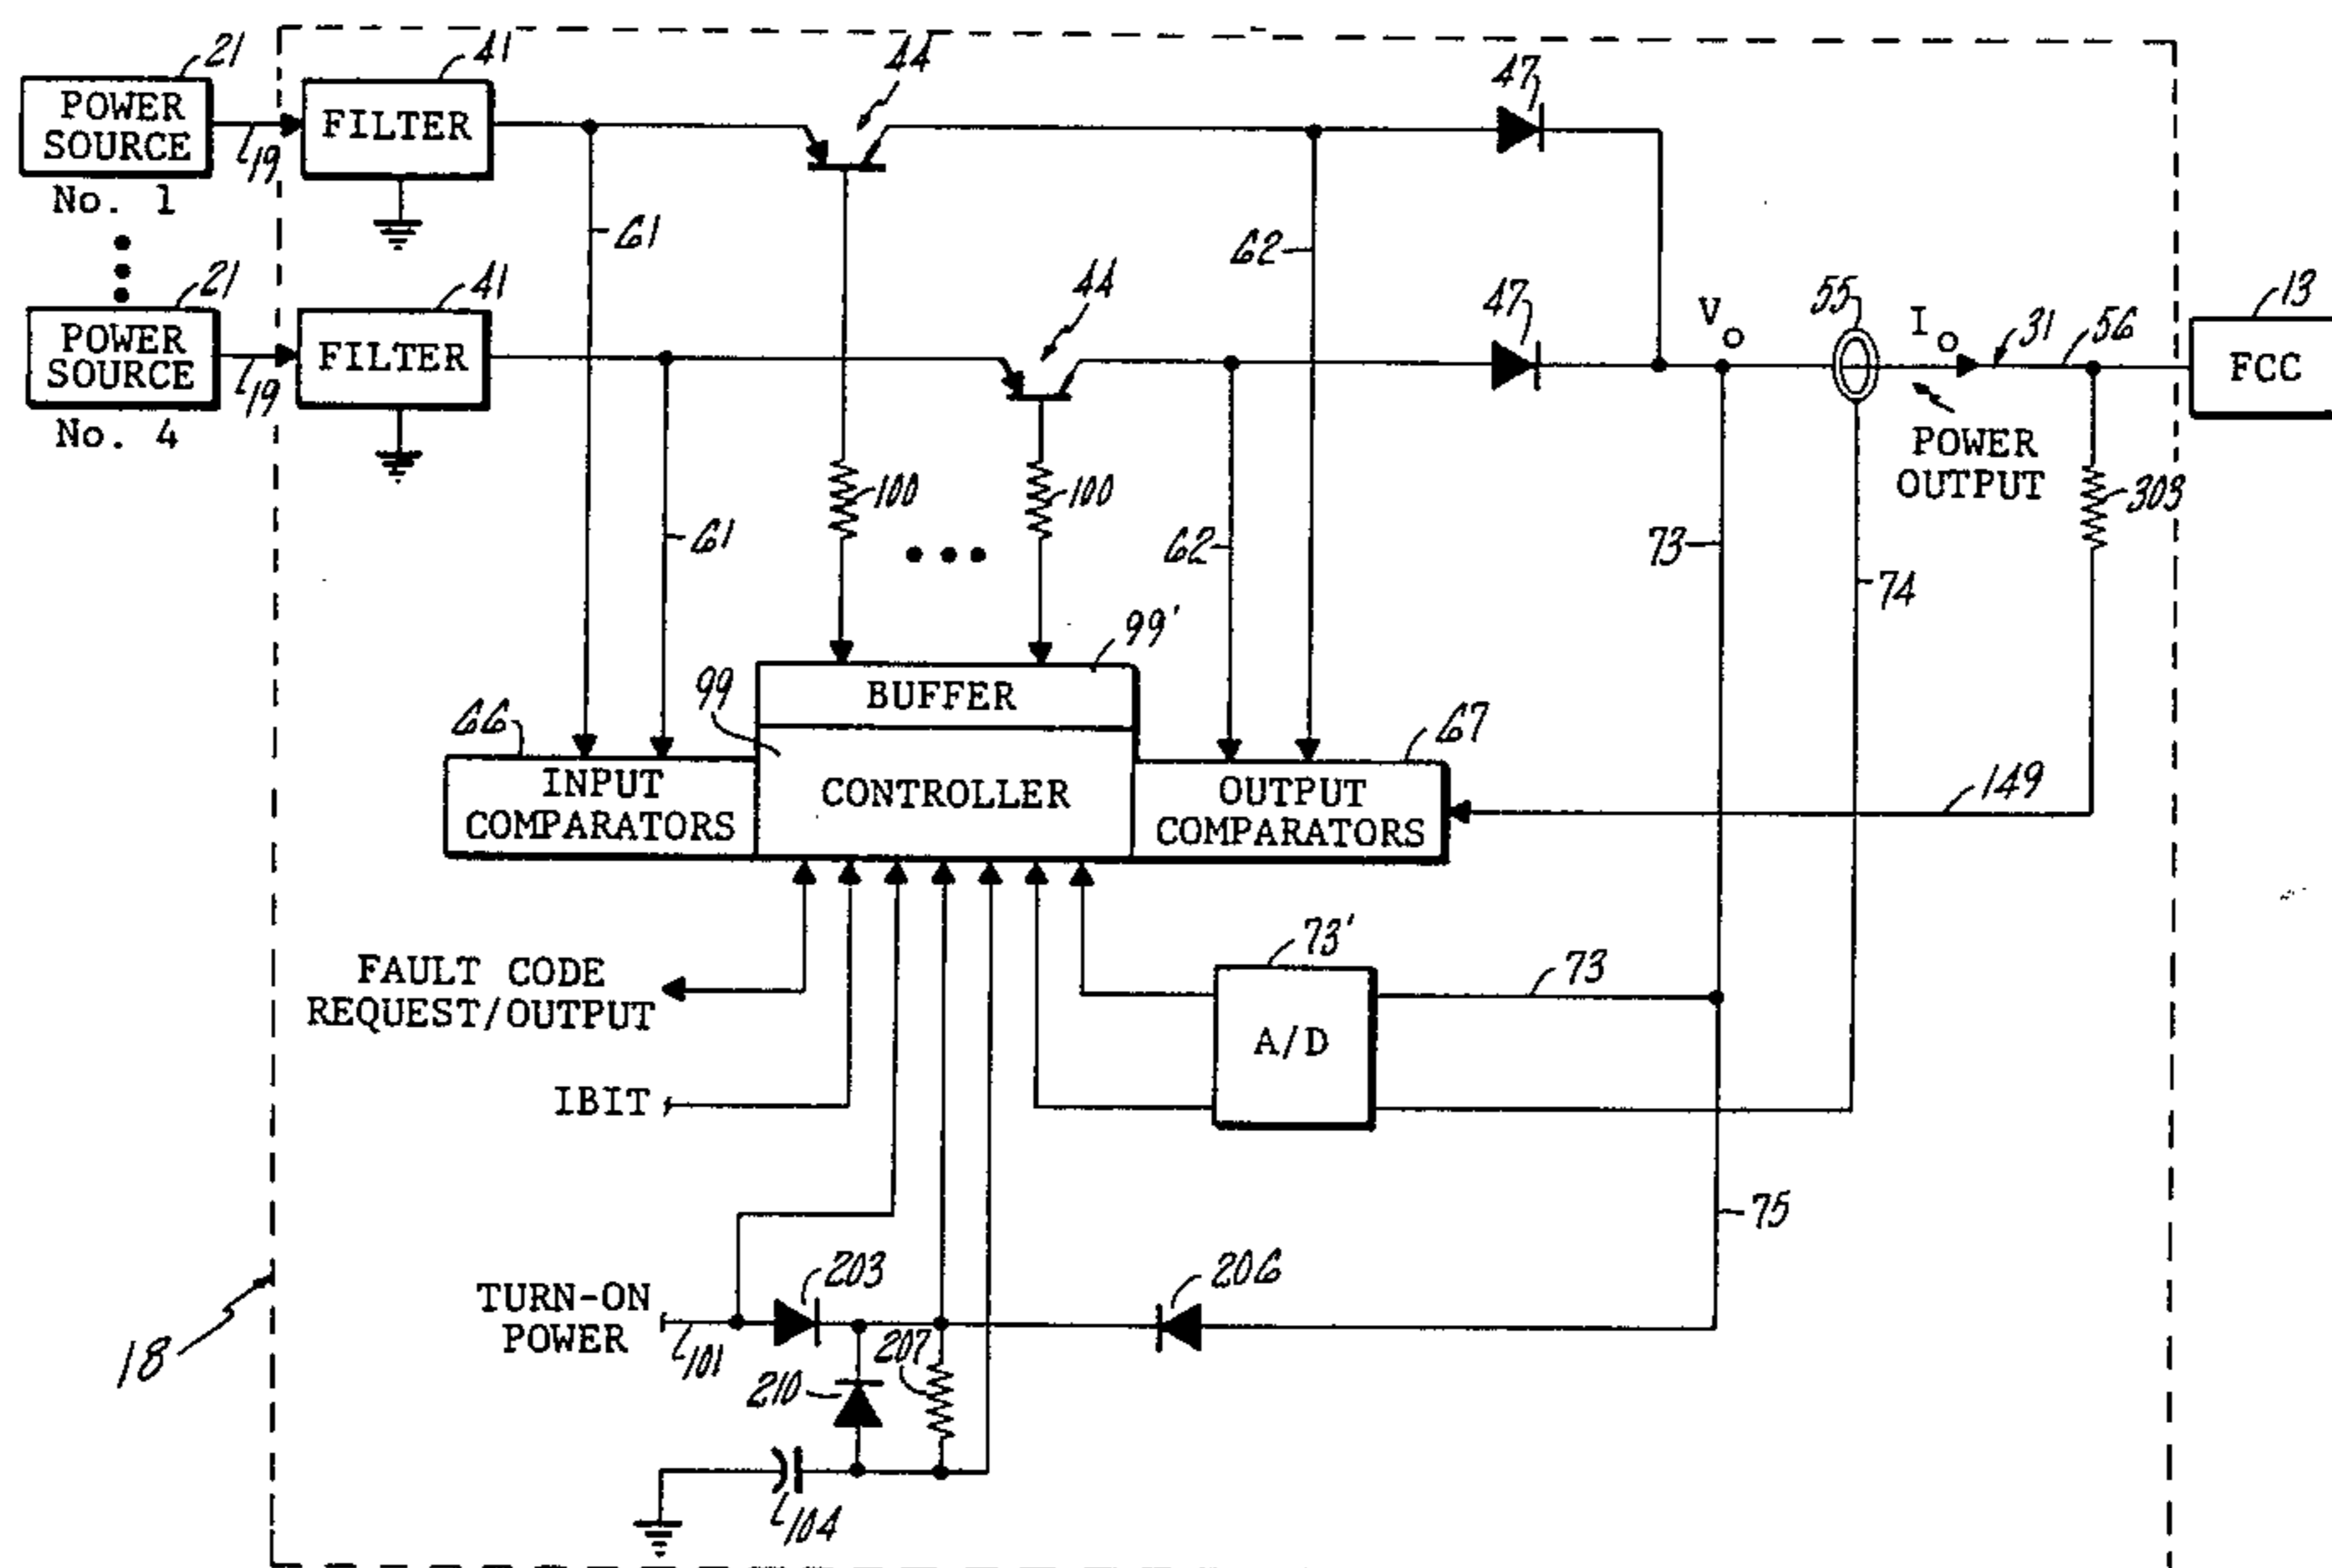 21
41
44
47
POWER
SOURCE
19
FILTER
No. 1
61
62
21
41
44
47
V o
55
I o
31
56
13
POWER
SOURCE
19
FILTER
FCC
No. 4
POWER
OUTPUT
100
100
303
61
62
73
74
99'
BUFFER
66
99
67
INPUT
COMPARATORS
CONTROLLER
OUTPUT
COMPARATORS
149
FAULT CODE
REQUEST/OUTPUT
73'
73
A/D
IBIT
75
TURN-ON
POWER
203
206
18
101
207
210
104